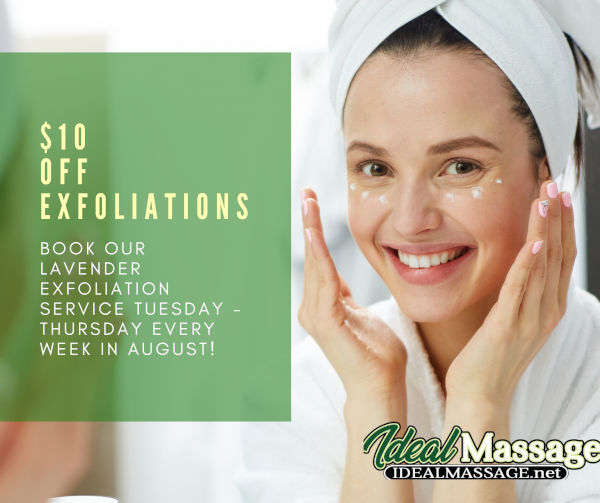 $10
OFF
EXFOLIATIONS
BOOK OUR
LAVENDER
EXFOLIATION
SERVICE TUESDAY -
THURSDAY EVERY
WEEK IN AUGUST!
Ideal Massage
IDEALMASSAGE.net